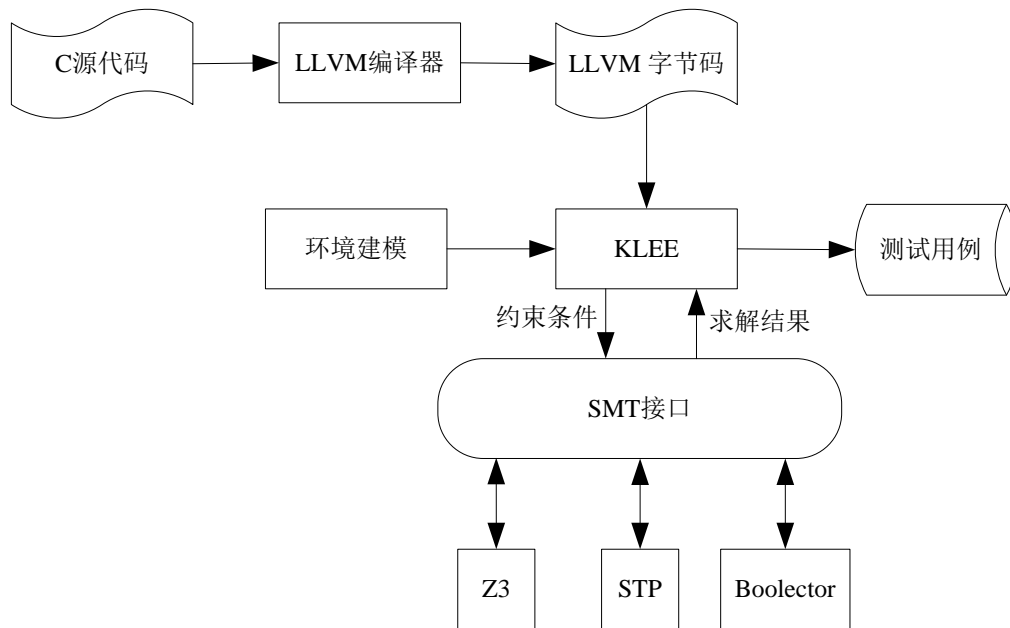 C源代码
LLVM编译器
LLVM 字节码
环境建模
KLEE
测试用例
约束条件
求解结果
SMT接口
Z3
STP
Boolector